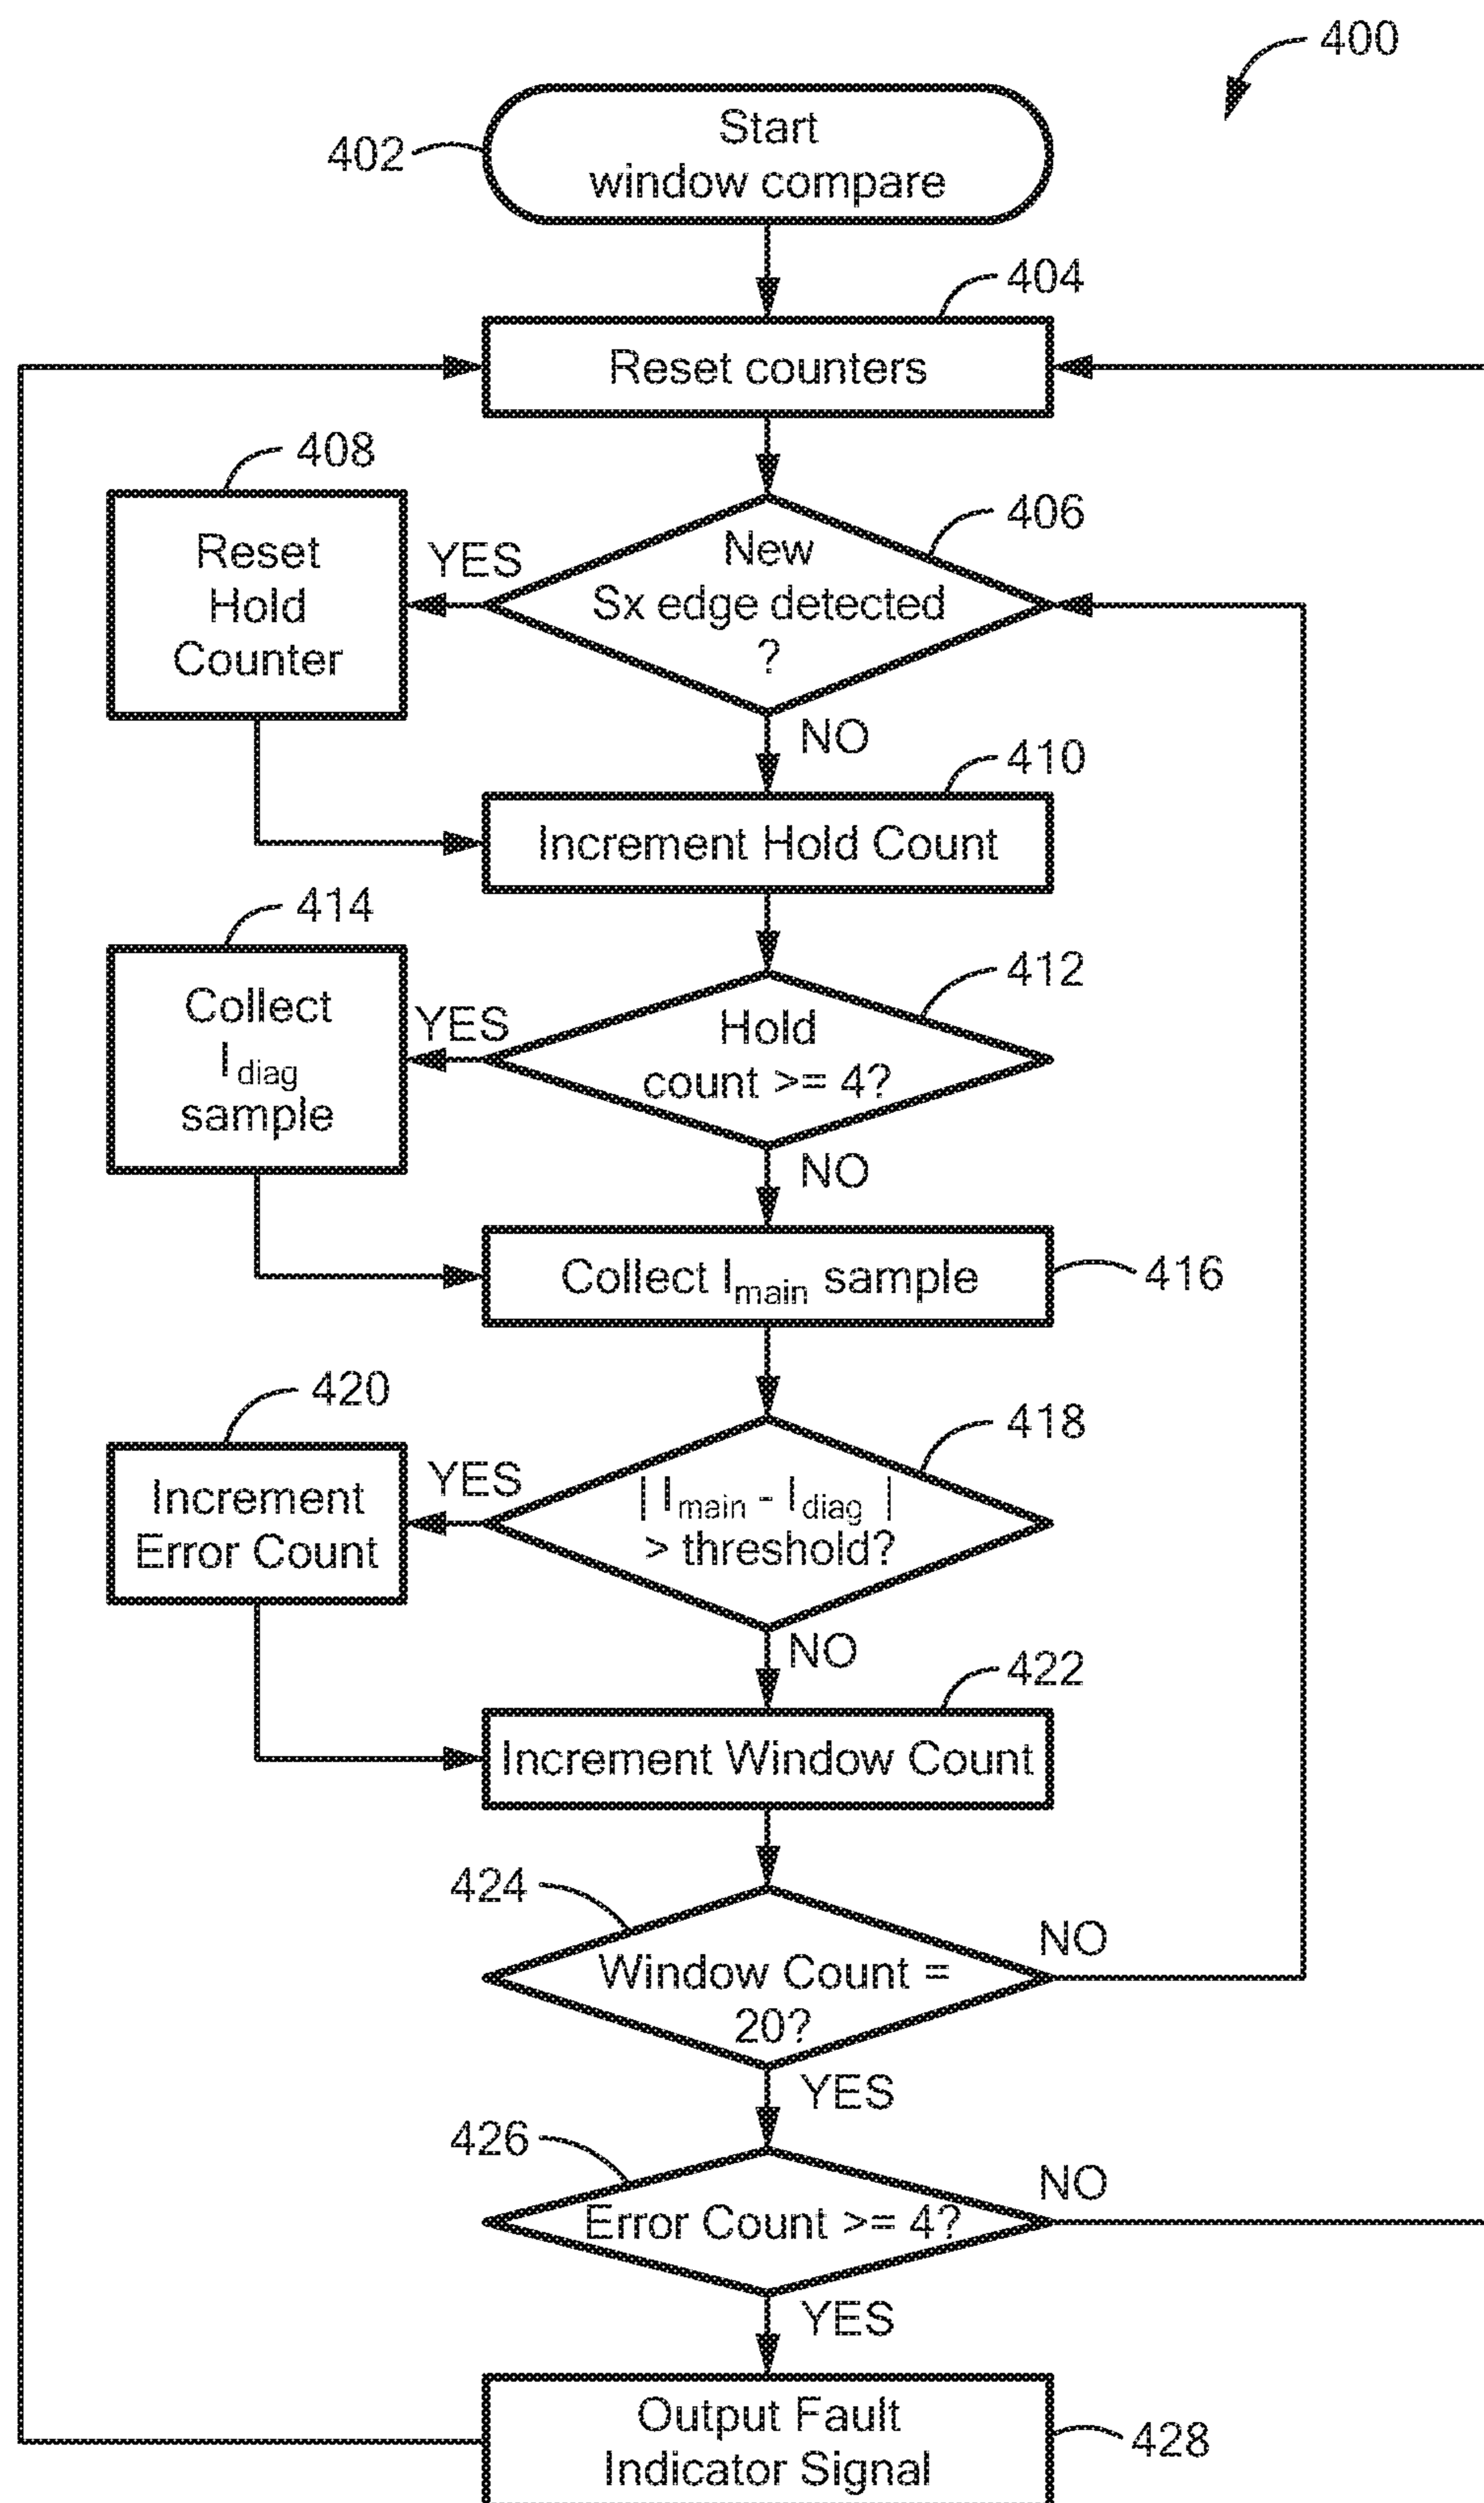 400
402
Start
window compare
404
Reset counters
408
Reset
Hold
Counter
YES
406
New
Sx edge detected
?
NO
410
Increment Hold Count
414
Collect
Idiag
sample
YES
412
Hold
count >= 4?
NO
Collect Imain sample
416
420
Increment
Error Count
YES
418
| Imain - Idiag |
> threshold?
NO
422
Increment Window Count
424
Window Count =
20?
NO
YES
426
Error Count >= 4?
NO
YES
Output Fault
Indicator Signal
428